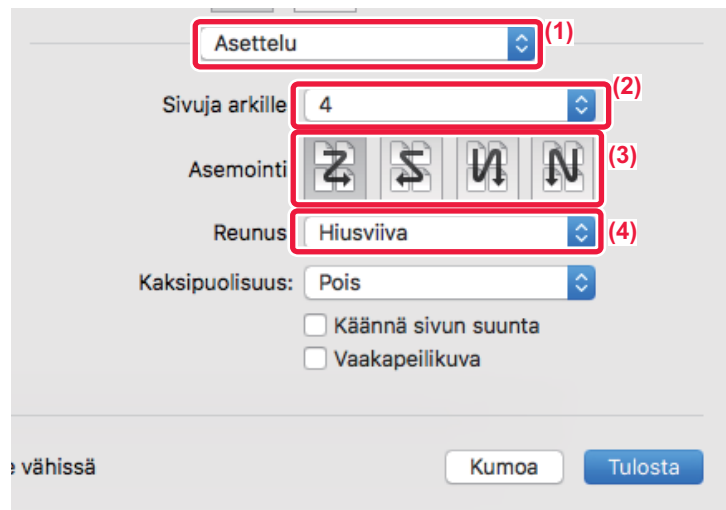 Asettelu (1)
Sivuja arkille 4 (2)
Asemointi (3)
Reunus Hiusviiva (4)
Kaksipuolisuus: Pois
Käännä sivun suunta
Vaakapeilikuva
vähissä Kumoa Tulosta